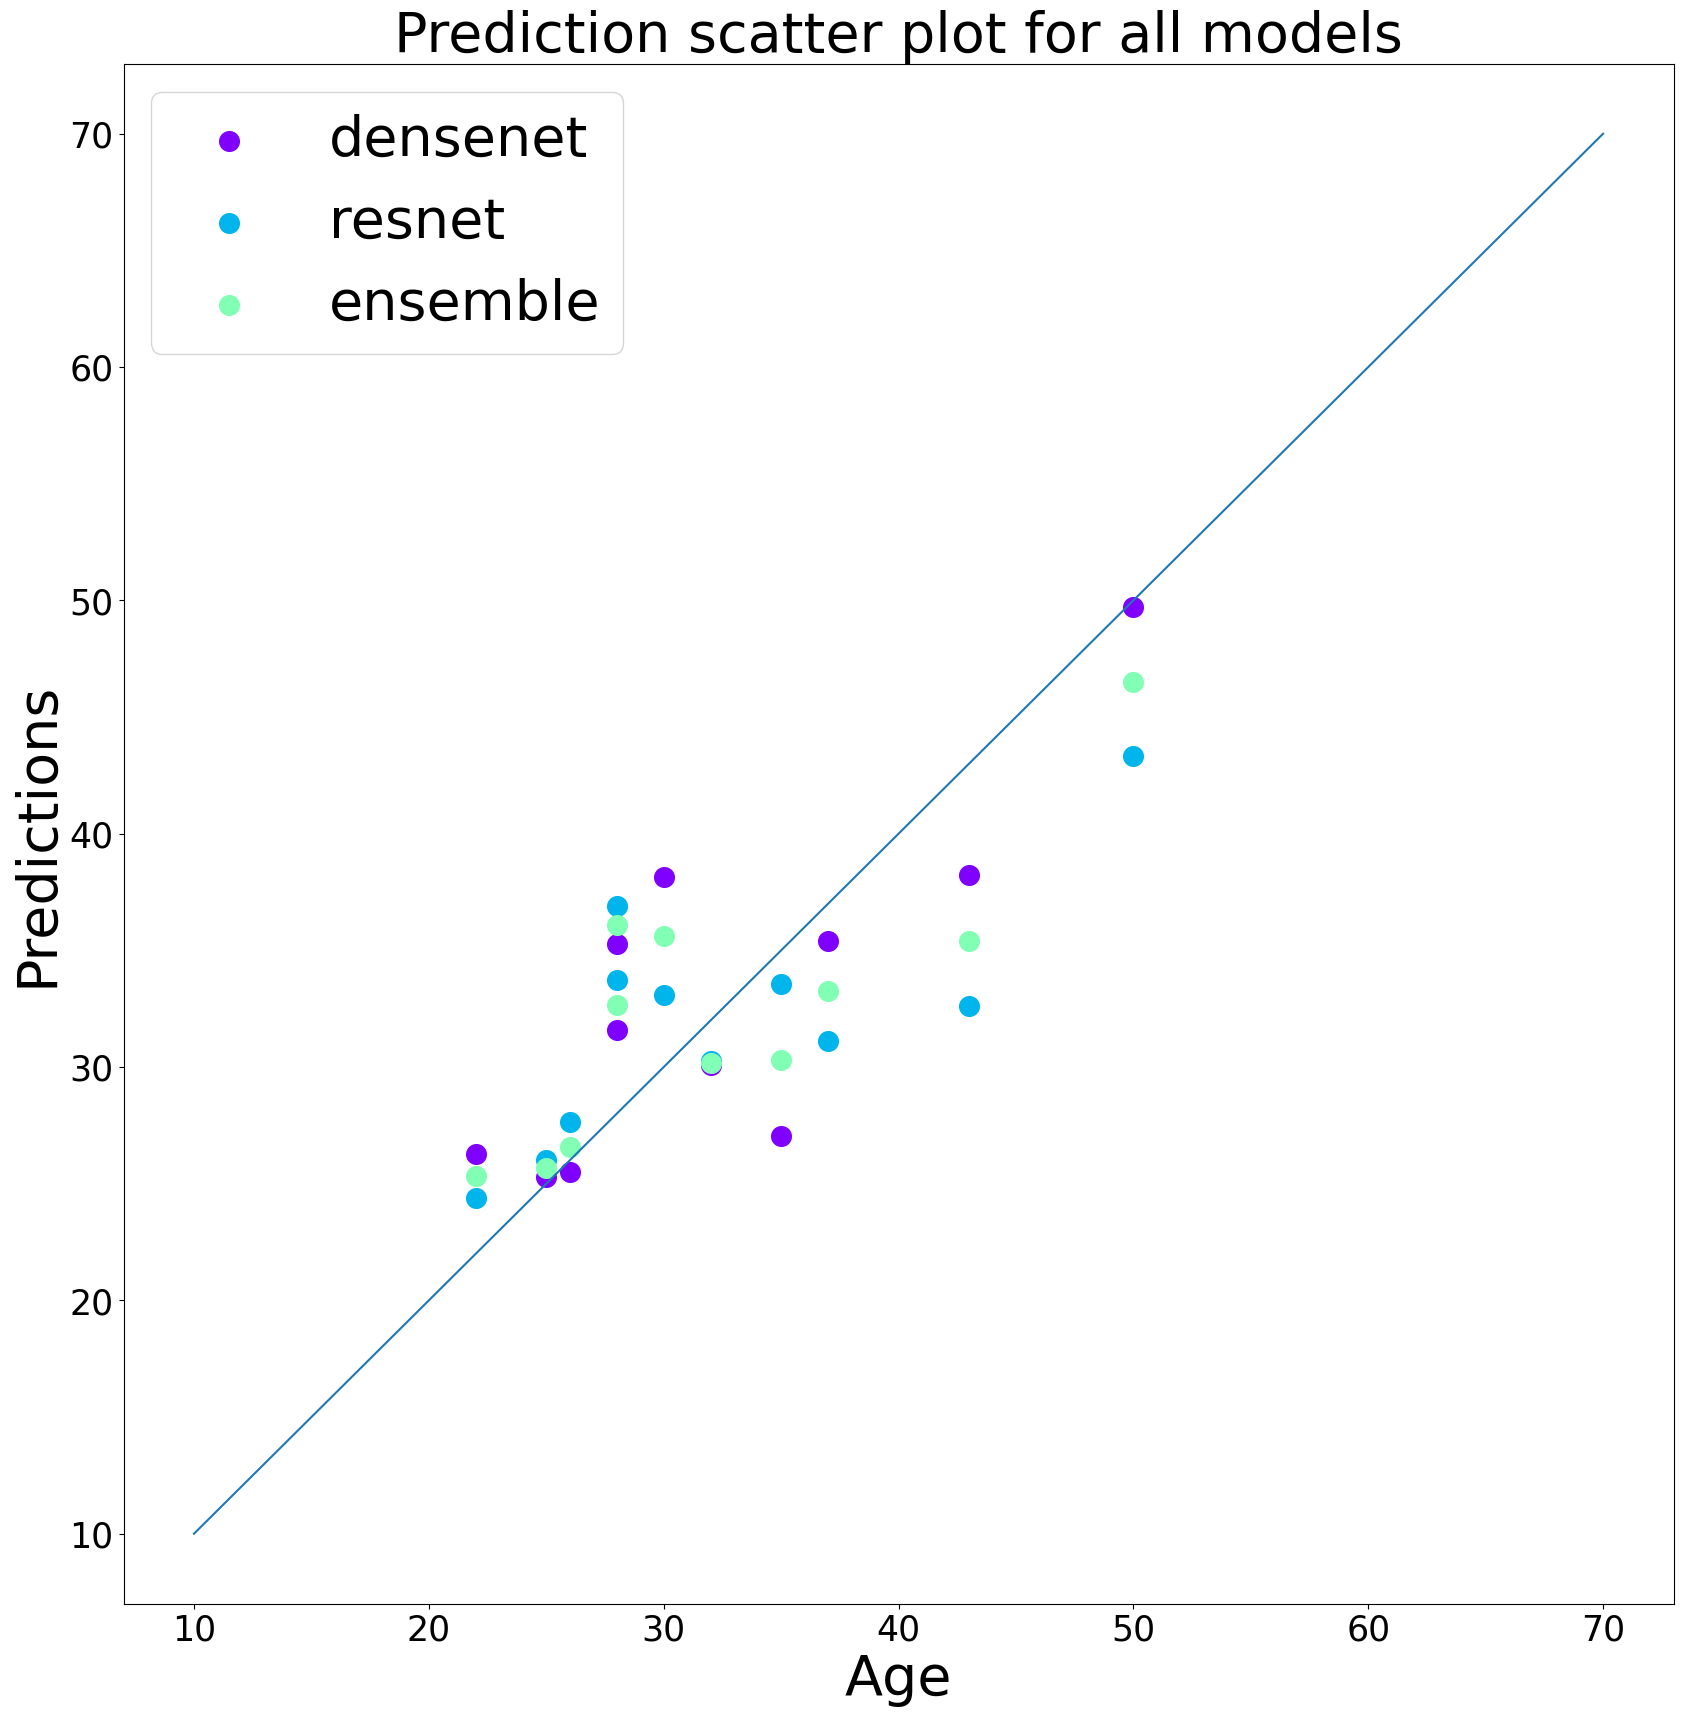 Prediction scatter plot for all models
densenet
resnet
ensemble
Predictions
70
60
50
40
30
20
10
10 20 30 40 50 60 70
Age